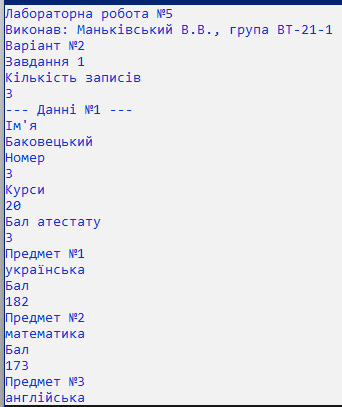 Лабораторна робота №5
Виконав: Маньківський В.В., група ВТ-21-1
Варіант №2
Завдання 1
Кількість записів
3
--- Данні №1 ---
Ім'я
Баковецький
Номер
3
Курси
20
Бал атестату
3
Предмет №1
українська
Бал
182
Предмет №2
математика
Бал
173
Предмет №3
англійська